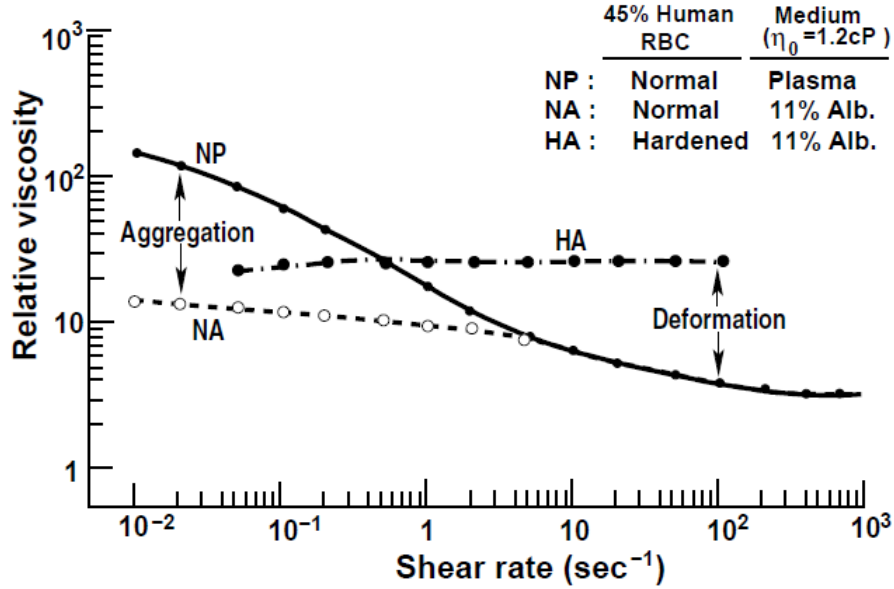 45% Human Medium
RBC (η₀ =1.2cP )
NP : Normal Plasma
NA : Normal 11% Alb.
HA : Hardened 11% Alb.
Relative viscosity
10³
10²
10
1
NP
Aggregation
NA
HA
Deformation
10⁻² 10⁻¹ 1 10 10² 10³
Shear rate (sec⁻¹)